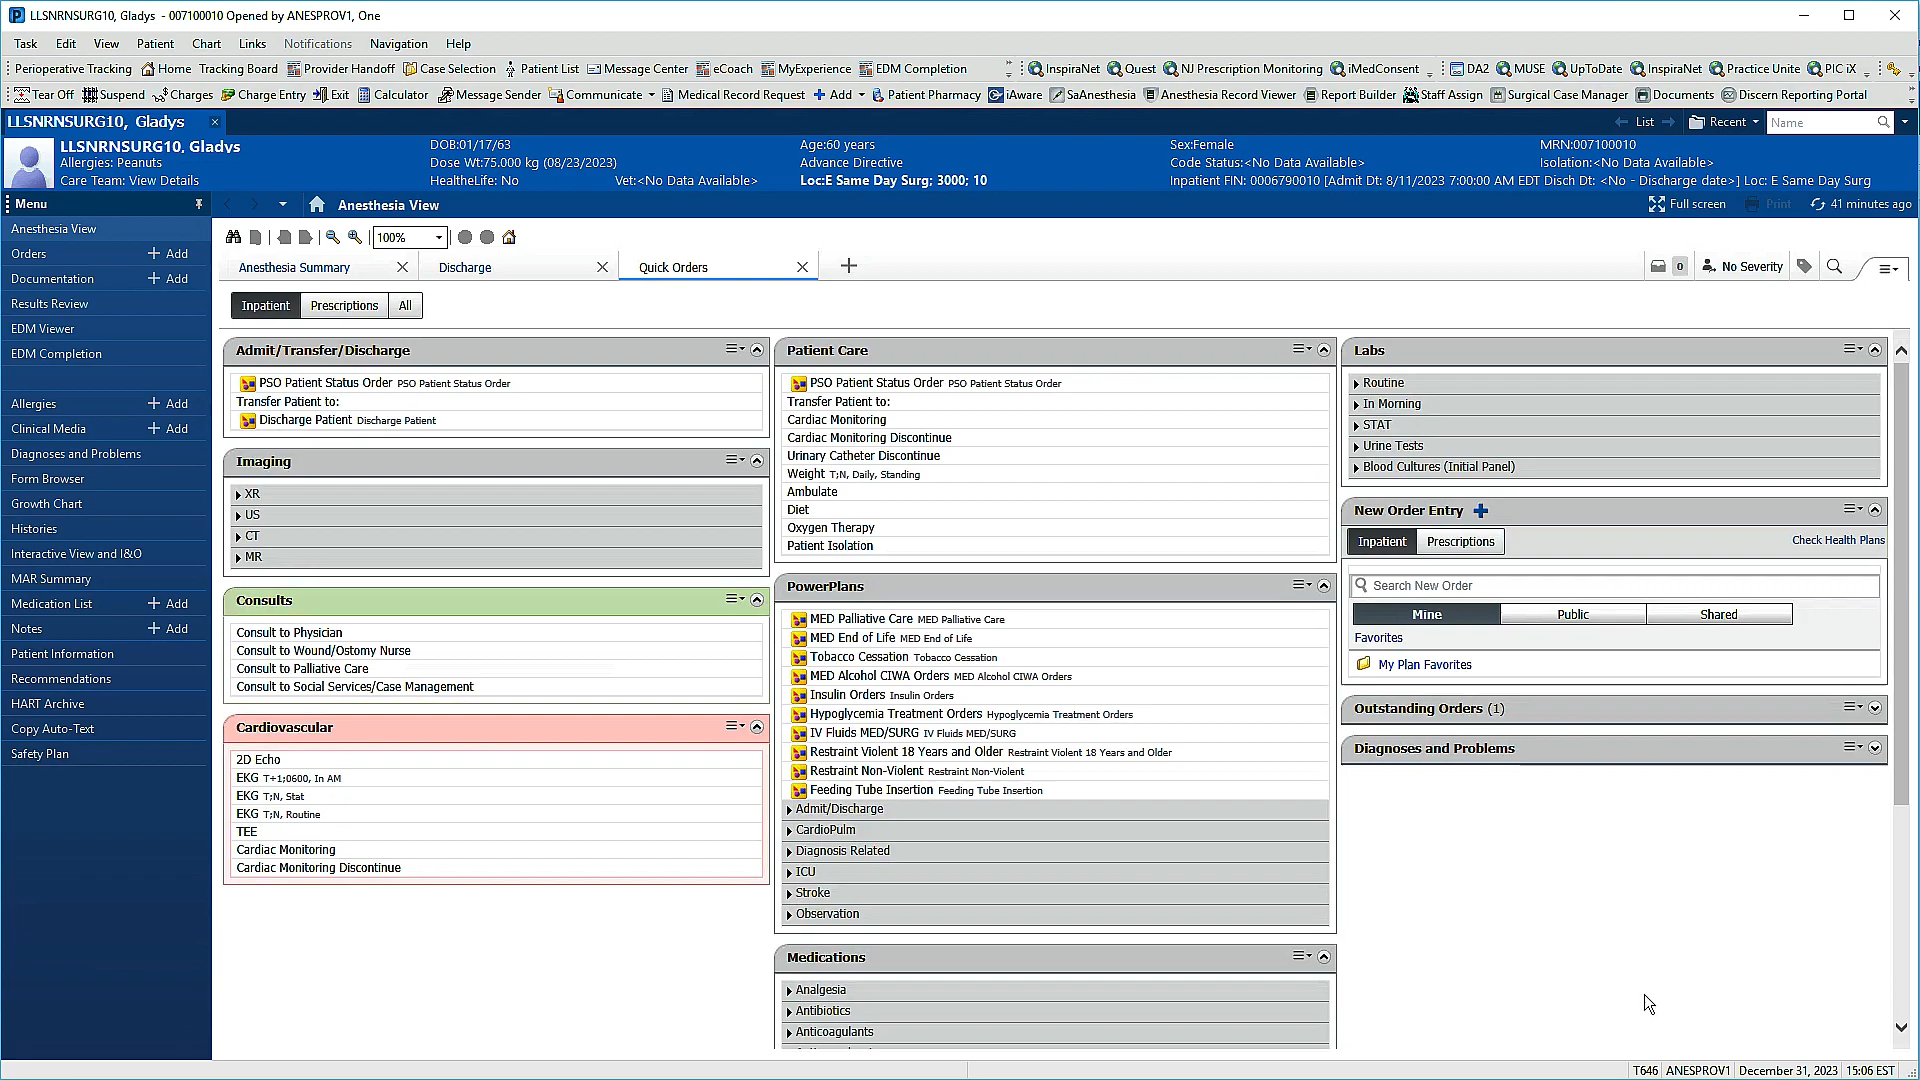 LLSNRNSURG10, Gladys - 007100010 Opened by ANESPROV1, One
Task Edit View Patient Chart Links Notifications Navigation Help
Perioperative Tracking Home Tracking Board Provider Handoff Case Selection Patient List Message Center eCoach MyExperience EDM Completion InspiraNet Quest NJ Prescription Monitoring iMedConsent DA2 MUSE UpToDate InspiraNet Practice Unite PIC iX
Tear Off Suspend Charges Charge Entry Exit Calculator Message Sender Communicate Medical Record Request Add Patient Pharmacy iAware SaAnesthesia Anesthesia Record Viewer Report Builder Staff Assign Surgical Case Manager Documents Discern Reporting Portal
LLSNRNSURG10, Gladys List Recent Name
LLSNRNSURG10, Gladys DOB:01/17/63 Age:60 years Sex:Female MRN:007100010
Allergies: Peanuts Dose Wt:75.000 kg (08/23/2023) Advance Directive Code Status:<No Data Available> Isolation:<No Data Available>
Care Team: View Details HealtheLife: No Vet:<No Data Available> Loc:E Same Day Surg; 3000; 10 Inpatient FIN: 0006790010 [Admit Dt: 8/11/2023 7:00:00 AM EDT Disch Dt: <No - Discharge date>] Loc: E Same Day Surg
Menu Anesthesia View Full screen Print 41 minutes ago
Anesthesia View
Orders Add
Documentation Add
Results Review
EDM Viewer
EDM Completion
Allergies Add
Clinical Media Add
Diagnoses and Problems
Form Browser
Growth Chart
Histories
Interactive View and I&O
MAR Summary
Medication List Add
Notes Add
Patient Information
Recommendations
HART Archive
Copy Auto-Text
Safety Plan
100%
Anesthesia Summary Discharge Quick Orders 0 No Severity
Inpatient Prescriptions All
Admit/Transfer/Discharge
PSO Patient Status Order PSO Patient Status Order
Transfer Patient to:
Discharge Patient Discharge Patient
Imaging
XR
US
CT
MR
Consults
Consult to Physician
Consult to Wound/Ostomy Nurse
Consult to Palliative Care
Consult to Social Services/Case Management
Cardiovascular
2D Echo
EKG T+1;0600, In AM
EKG T;N, Stat
EKG T;N, Routine
TEE
Cardiac Monitoring
Cardiac Monitoring Discontinue
Patient Care
PSO Patient Status Order PSO Patient Status Order
Transfer Patient to:
Cardiac Monitoring
Cardiac Monitoring Discontinue
Urinary Catheter Discontinue
Weight T;N, Daily, Standing
Ambulate
Diet
Oxygen Therapy
Patient Isolation
PowerPlans
MED Palliative Care MED Palliative Care
MED End of Life MED End of Life
Tobacco Cessation Tobacco Cessation
MED Alcohol CIWA Orders MED Alcohol CIWA Orders
Insulin Orders Insulin Orders
Hypoglycemia Treatment Orders Hypoglycemia Treatment Orders
IV Fluids MED/SURG IV Fluids MED/SURG
Restraint Violent 18 Years and Older Restraint Violent 18 Years and Older
Restraint Non-Violent Restraint Non-Violent
Feeding Tube Insertion Feeding Tube Insertion
Admit/Discharge
CardioPulm
Diagnosis Related
ICU
Stroke
Observation
Medications
Analgesia
Antibiotics
Anticoagulants
Labs
Routine
In Morning
STAT
Urine Tests
Blood Cultures (Initial Panel)
New Order Entry
Inpatient Prescriptions Check Health Plans
Search New Order
Mine Public Shared
Favorites
My Plan Favorites
Outstanding Orders (1)
Diagnoses and Problems
T646 ANESPROV1 December 31, 2023 15:06 EST